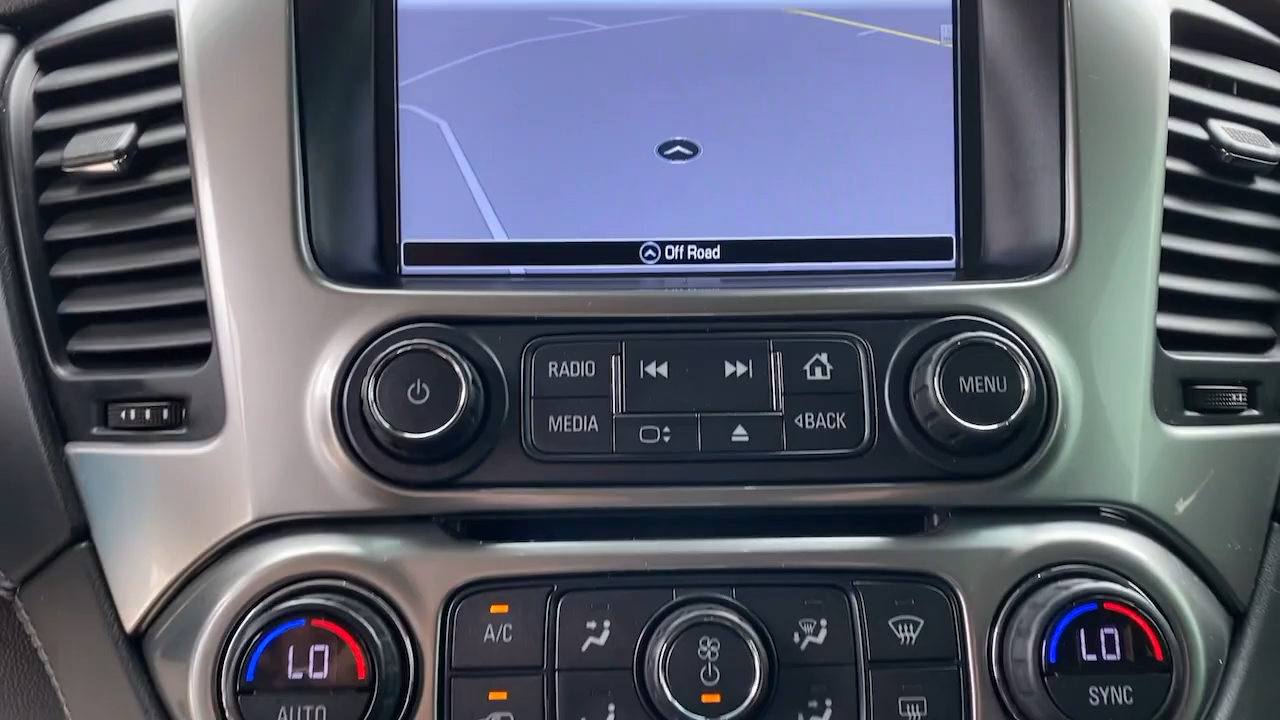 Off Road
RADIO
MEDIA
BACK
MENU
A/C
LO
AUTO
LO
SYNC